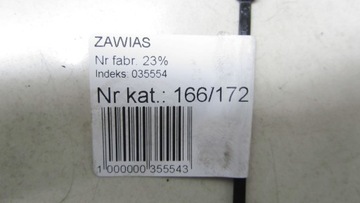 ZAWIAS
Nr fabr. 23%
Indeks: 035554
Nr kat.: 166/172
1 000000 355543